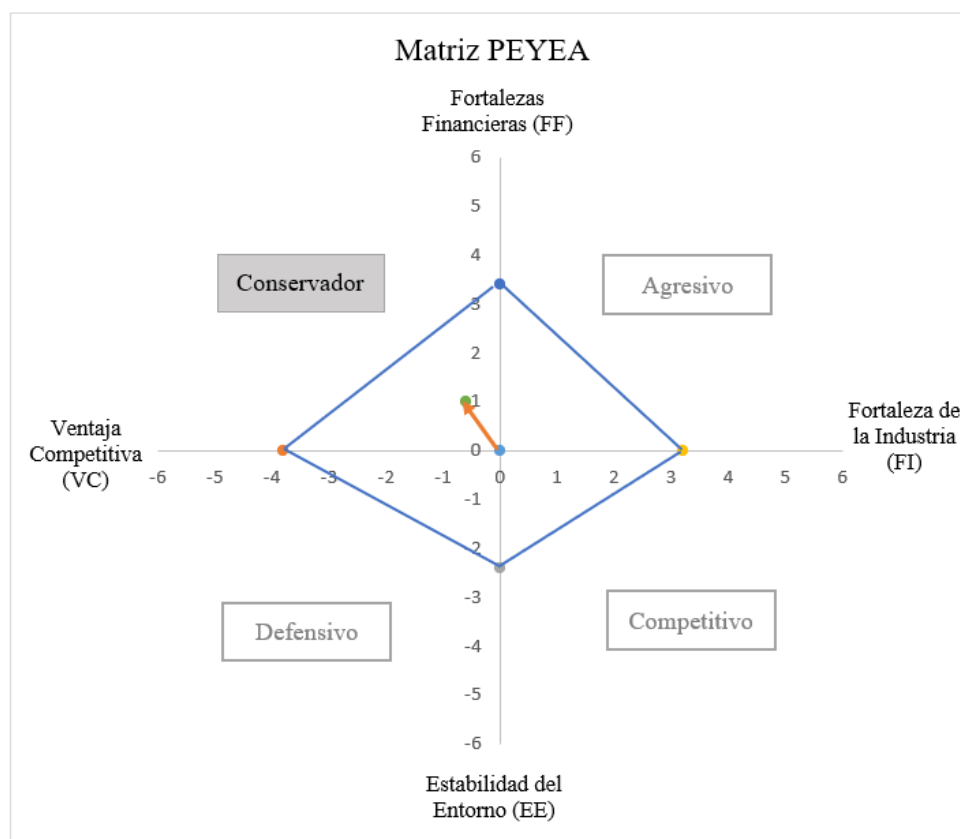 Matriz PEYEA
Fortalezas
Financieras (FF)
6
5
4
3
2
1
0
-1
-2
-3
-4
-5
-6
Conservador
Agresivo
Ventaja
Competitiva
(VC)
Fortaleza de
la Industria
(FI)
-6 -5 -4 -3 -2 -1 0 1 2 3 4 5 6
Defensivo
Competitivo
Estabilidad del
Entorno (EE)